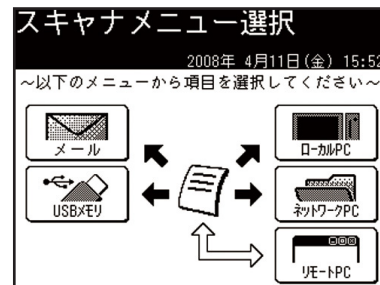 スキャナメニュー選択
2008年 4月11日(金) 15:52
～以下のメニューから項目を選択してください～
メール
ﾛｰｶﾙPC
USBﾒﾓﾘ
ﾈｯﾄﾜｰｸPC
ﾘﾓｰﾄPC